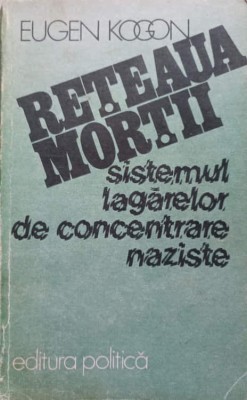 EUGEN KOGON
REȚEAUA
MORȚII
sistemul
lagărelor
de concentrare
naziste
editura politică